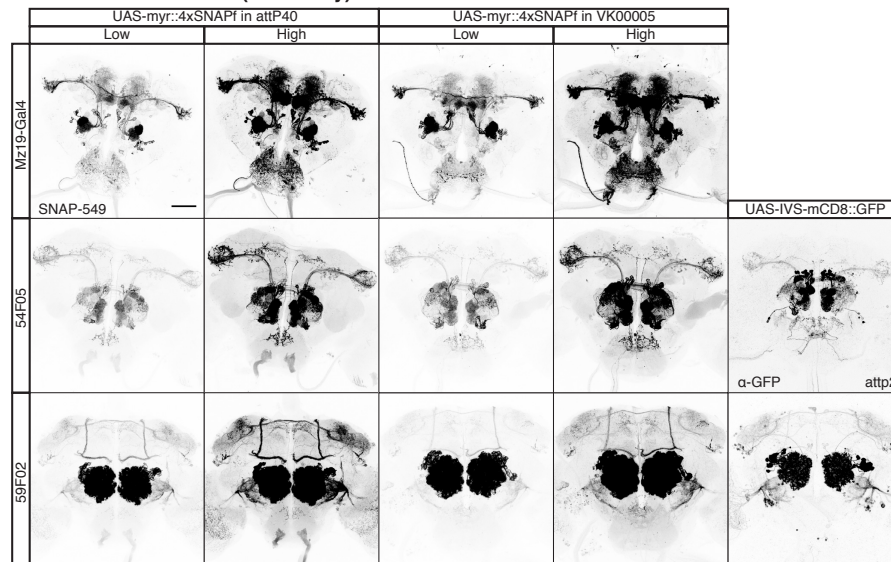 UAS-myr::4xSNAPf in attP40 UAS-myr::4xSNAPf in VK00005
Low High Low High
Mz19-Gal4
SNAP-549
UAS-IVS-mCD8::GFP
54F05
α-GFP attp2
59F02